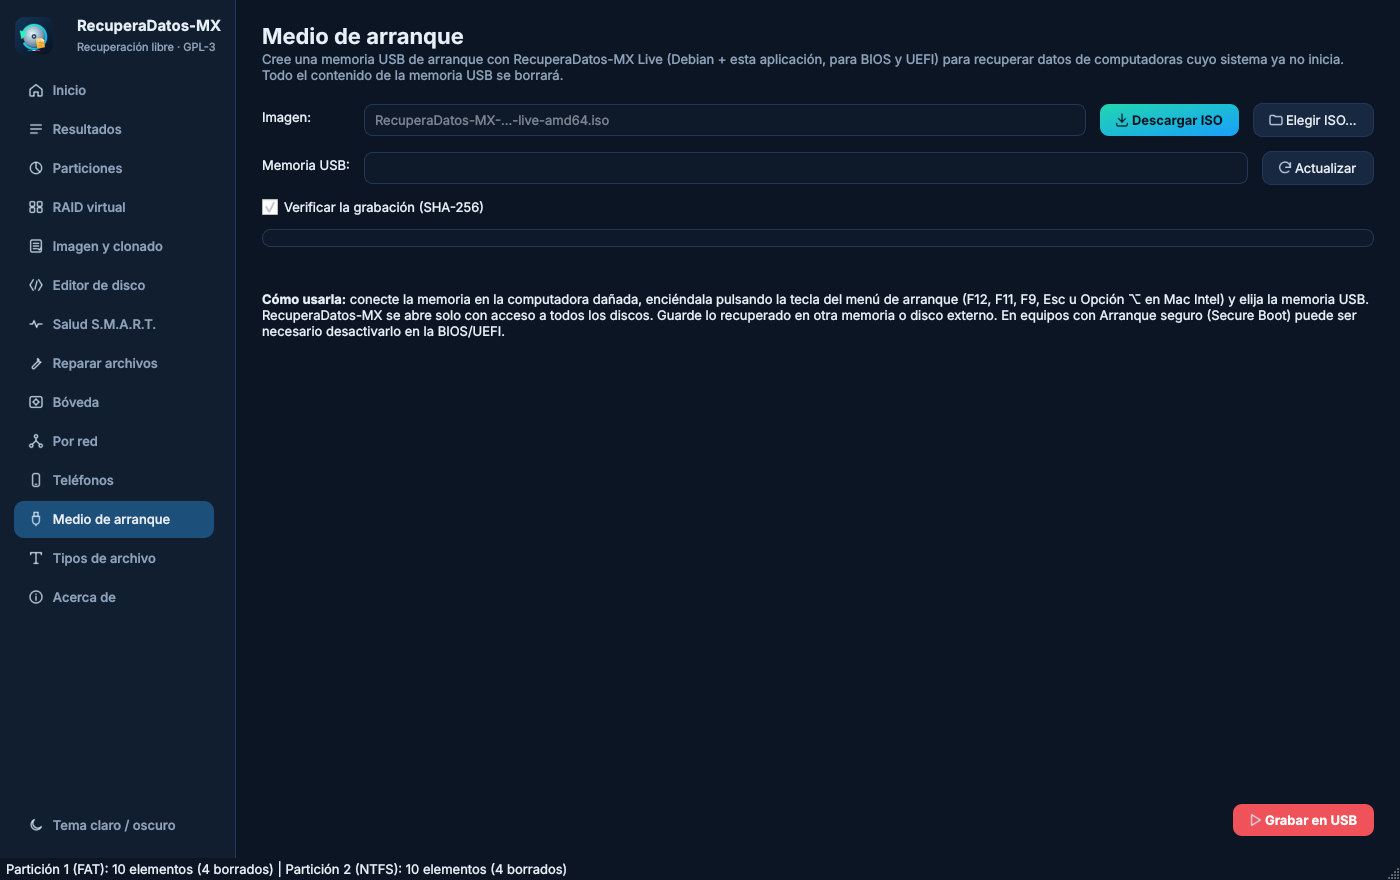 RecuperaDatos-MX
Recuperación libre · GPL-3
Inicio
Resultados
Particiones
RAID virtual
Imagen y clonado
Editor de disco
Salud S.M.A.R.T.
Reparar archivos
Bóveda
Por red
Teléfonos
Medio de arranque
Tipos de archivo
Acerca de
Tema claro / oscuro
Medio de arranque
Cree una memoria USB de arranque con RecuperaDatos-MX Live (Debian + esta aplicación, para BIOS y UEFI) para recuperar datos de computadoras cuyo sistema ya no inicia.
Todo el contenido de la memoria USB se borrará.
Imagen: RecuperaDatos-MX-...-live-amd64.iso Descargar ISO Elegir ISO...
Memoria USB: Actualizar
Verificar la grabación (SHA-256)
Cómo usarla: conecte la memoria en la computadora dañada, enciéndala pulsando la tecla del menú de arranque (F12, F11, F9, Esc u Opción ⌥ en Mac Intel) y elija la memoria USB.
RecuperaDatos-MX se abre solo con acceso a todos los discos. Guarde lo recuperado en otra memoria o disco externo. En equipos con Arranque seguro (Secure Boot) puede ser
necesario desactivarlo en la BIOS/UEFI.
Grabar en USB
Partición 1 (FAT): 10 elementos (4 borrados) | Partición 2 (NTFS): 10 elementos (4 borrados)